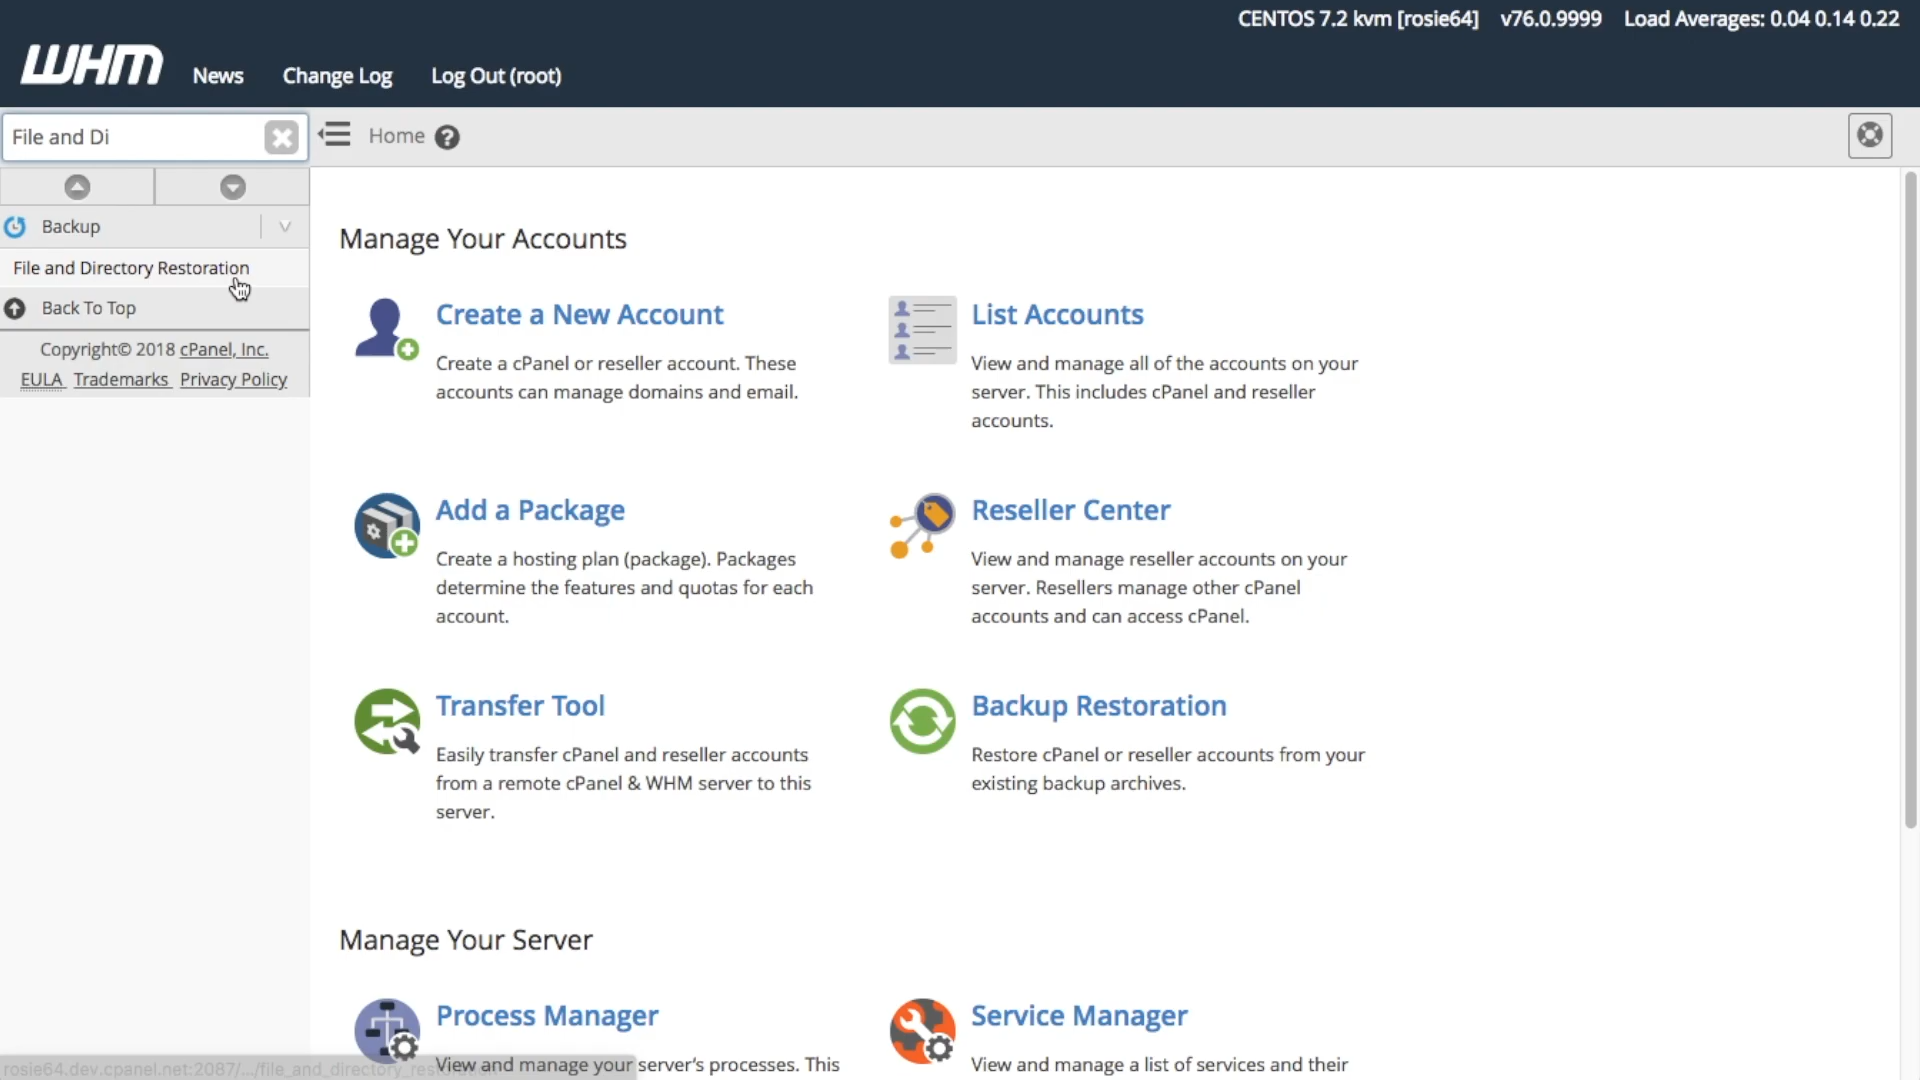 CENTOS 7.2 kvm [rosie64] v76.0.9999 Load Averages: 0.04 0.14 0.22
WHM News Change Log Log Out (root)
File and Di
Home
Backup
File and Directory Restoration
Back To Top
Copyright© 2018 cPanel, Inc.
EULA Trademarks Privacy Policy
Manage Your Accounts
Create a New Account
Create a cPanel or reseller account. These
accounts can manage domains and email.
List Accounts
View and manage all of the accounts on your
server. This includes cPanel and reseller
accounts.
Add a Package
Create a hosting plan (package). Packages
determine the features and quotas for each
account.
Reseller Center
View and manage reseller accounts on your
server. Resellers manage other cPanel
accounts and can access cPanel.
Transfer Tool
Easily transfer cPanel and reseller accounts
from a remote cPanel & WHM server to this
server.
Backup Restoration
Restore cPanel or reseller accounts from your
existing backup archives.
Manage Your Server
Process Manager
View and manage your server's processes. This
Service Manager
View and manage a list of services and their